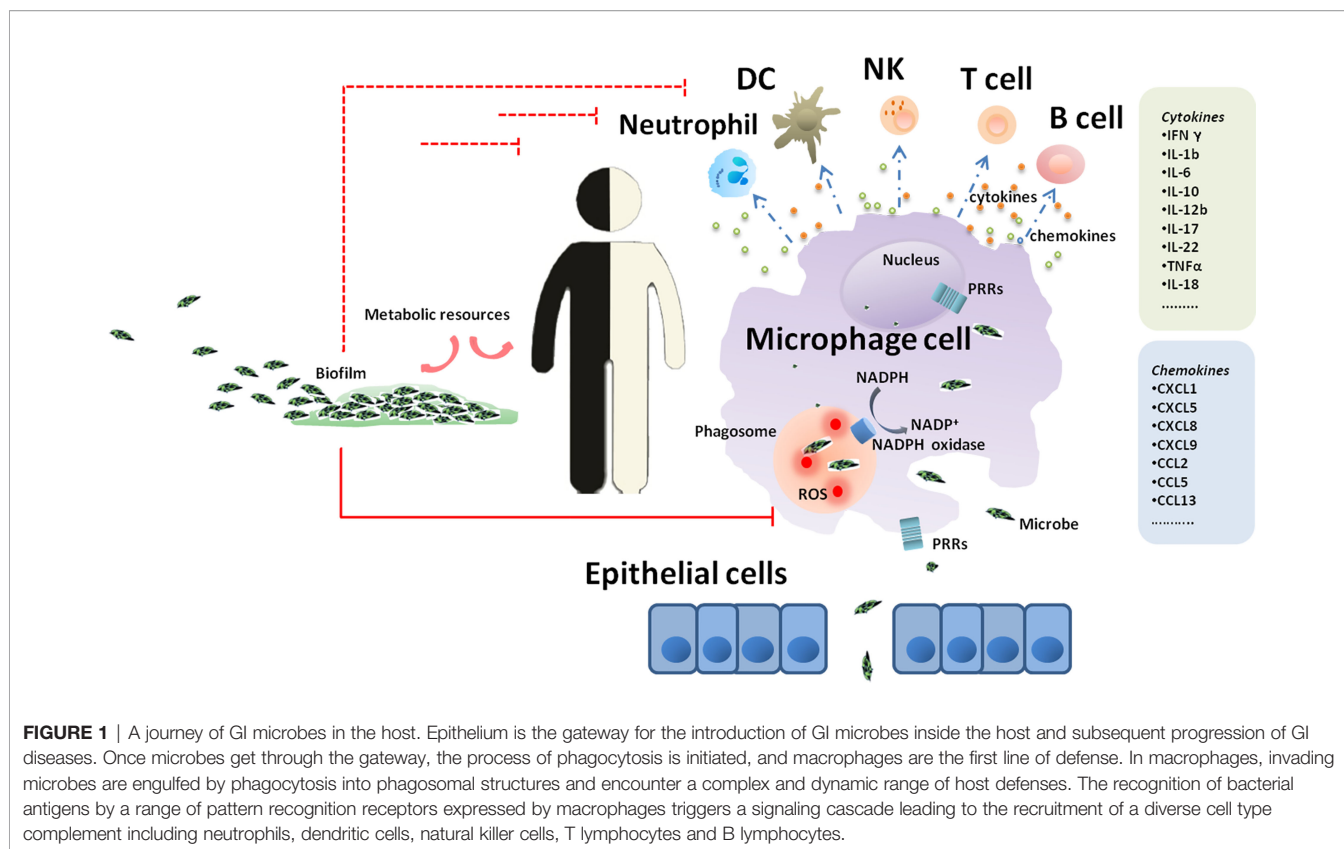 DC
NK
T cell
Neutrophil
B cell
cytokines
chemokines
Nucleus
PRRs
Microphage cell
NADPH
NADP+
NADPH oxidase
Phagosome
ROS
Microbe
PRRs
Metabolic resources
Biofilm
Epithelial cells
Cytokines
•IFN γ
•IL-1b
•IL-6
•IL-10
•IL-12b
•IL-17
•IL-22
•TNFα
•IL-18
.........
Chemokines
•CXCL1
•CXCL5
•CXCL8
•CXCL9
•CCL2
•CCL5
•CCL13
...........
FIGURE 1 | A journey of GI microbes in the host. Epithelium is the gateway for the introduction of GI microbes inside the host and subsequent progression of GI
diseases. Once microbes get through the gateway, the process of phagocytosis is initiated, and macrophages are the first line of defense. In macrophages, invading
microbes are engulfed by phagocytosis into phagosomal structures and encounter a complex and dynamic range of host defenses. The recognition of bacterial
antigens by a range of pattern recognition receptors expressed by macrophages triggers a signaling cascade leading to the recruitment of a diverse cell type
complement including neutrophils, dendritic cells, natural killer cells, T lymphocytes and B lymphocytes.